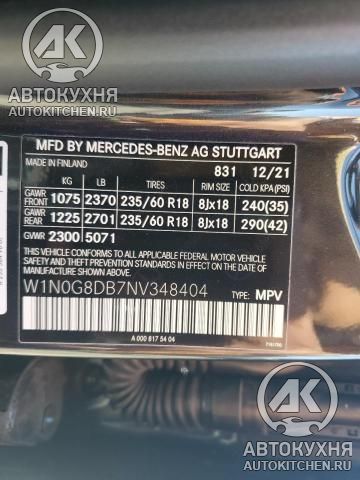 АК
АВТОКУХНЯ
AUTOKITCHEN.RU
MFD BY MERCEDES-BENZ AG STUTTGART
MADE IN FINLAND 831 12/21
KG LB TIRES RIM SIZE COLD KPA (PSI)
GAWR FRONT 1075 2370 235/60 R18 8Jx18 240(35)
GAWR REAR 1225 2701 235/60 R18 8Jx18 290(42)
GVWR 2300 5071
THIS VEHICLE CONFORMS TO ALL APPLICABLE FEDERAL MOTOR
VEHICLE SAFETY STANDARDS IN EFFECT ON THE DATE OF
MANUFACTURE SHOWN ABOVE.
W1N0G8DB7NV348404 TYPE: MPV
A 000 817 54 04
АК
АВТОКУХНЯ
AUTOKITCHEN.RU